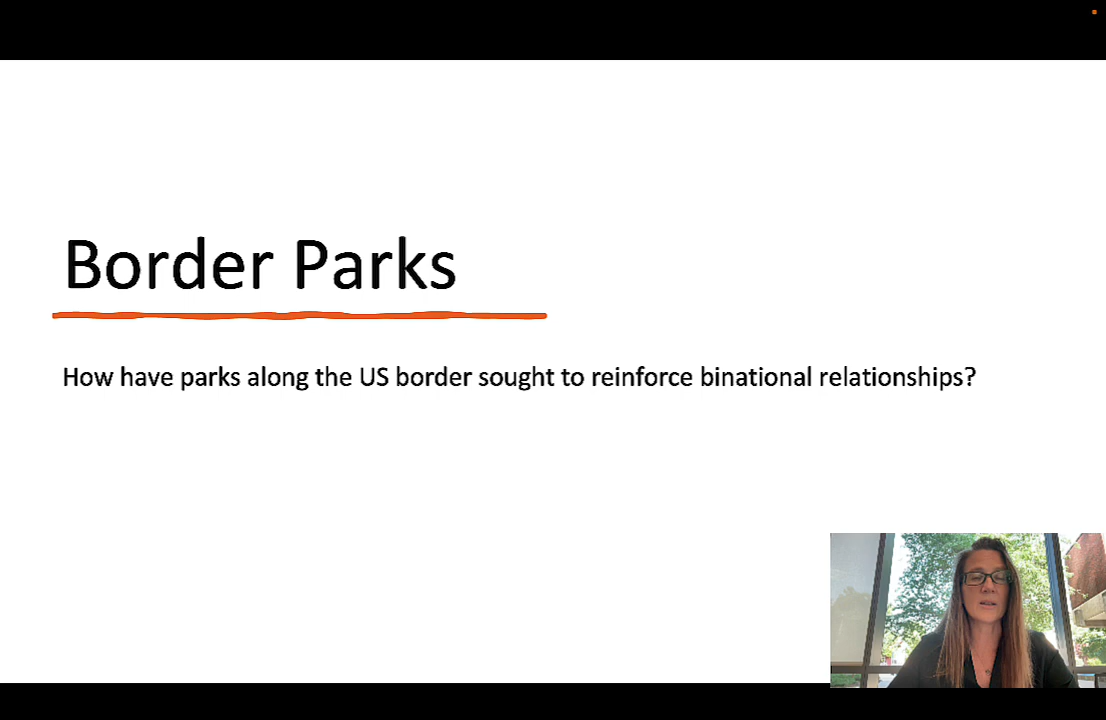 Border Parks
How have parks along the US border sought to reinforce binational relationships?